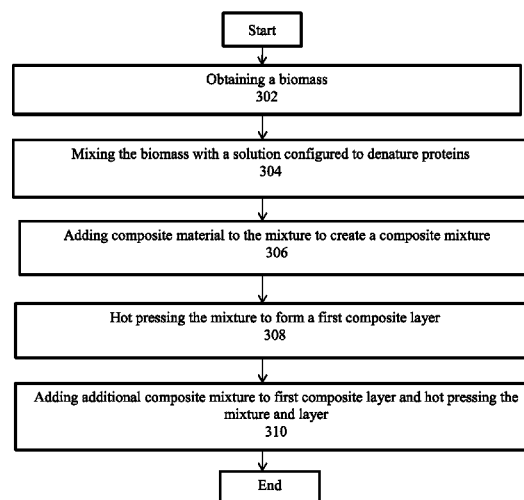 Start
Obtaining a biomass
302
Mixing the biomass with a solution configured to denature proteins
304
Adding composite material to the mixture to create a composite mixture
306
Hot pressing the mixture to form a first composite layer
308
Adding additional composite mixture to first composite layer and hot pressing the
mixture and layer
310
End